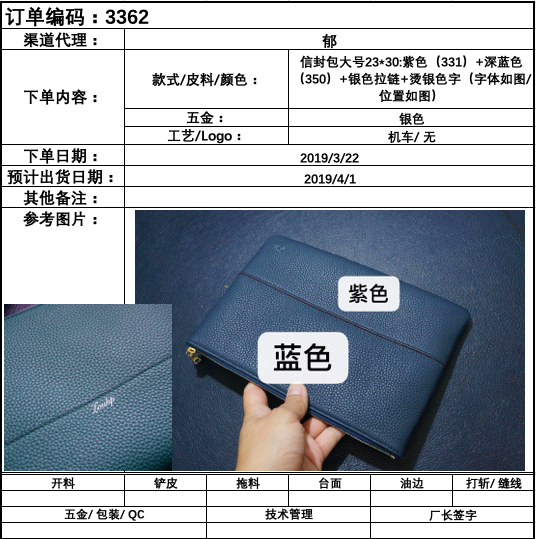 订单编码：3362
渠道代理：
郁
下单内容：
款式/皮料/颜色：
信封包大号23*30:紫色（331）+深蓝色
（350）+银色拉链+烫银色字（字体如图/
位置如图）
五金：
银色
工艺/Logo：
机车/ 无
下单日期：
2019/3/22
预计出货日期：
2019/4/1
其他备注：
参考图片：
紫色
蓝色
开料
铲皮
拖料
台面
油边
打斩/ 缝线
五金/ 包装/ QC
技术管理
厂长签字